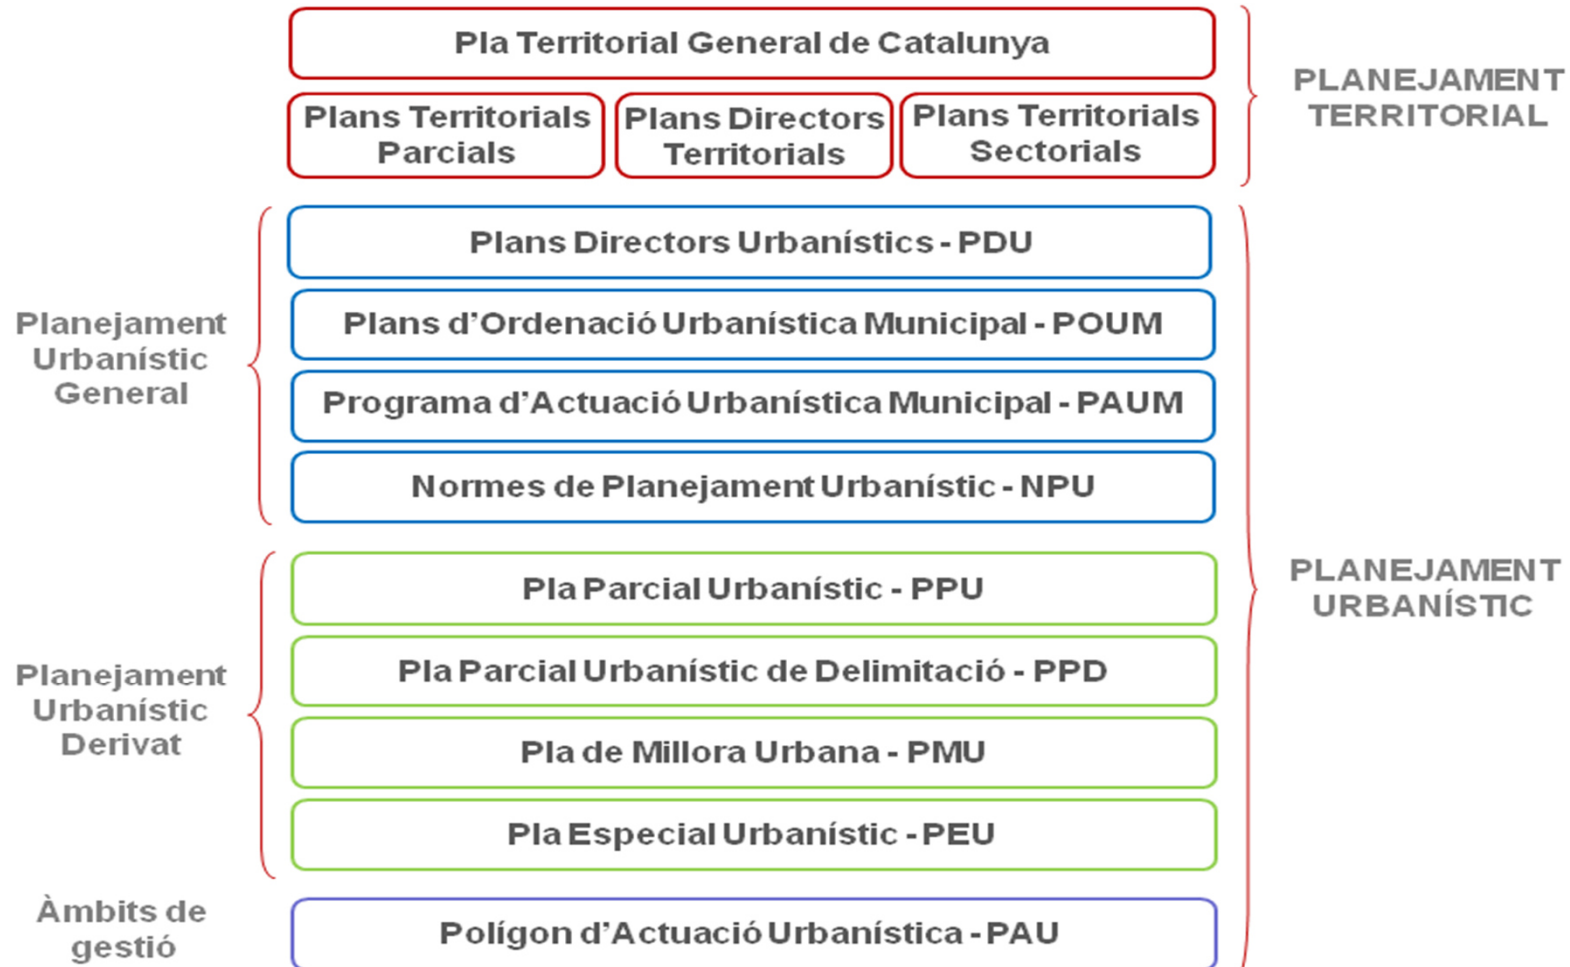 Pla Territorial General de Catalunya
PLANEJAMENT
TERRITORIAL
Plans Territorials
Parcials
Plans Directors
Territorials
Plans Territorials
Sectorials
Planejament
Urbanístic
General
Plans Directors Urbanístics - PDU
Plans d’Ordenació Urbanística Municipal - POUM
Programa d’Actuació Urbanística Municipal - PAUM
Normes de Planejament Urbanístic - NPU
PLANEJAMENT
URBANÍSTIC
Planejament
Urbanístic
Derivat
Pla Parcial Urbanístic - PPU
Pla Parcial Urbanístic de Delimitació - PPD
Pla de Millora Urbana - PMU
Pla Especial Urbanístic - PEU
Àmbits de
gestió
Polígon d’Actuació Urbanística - PAU